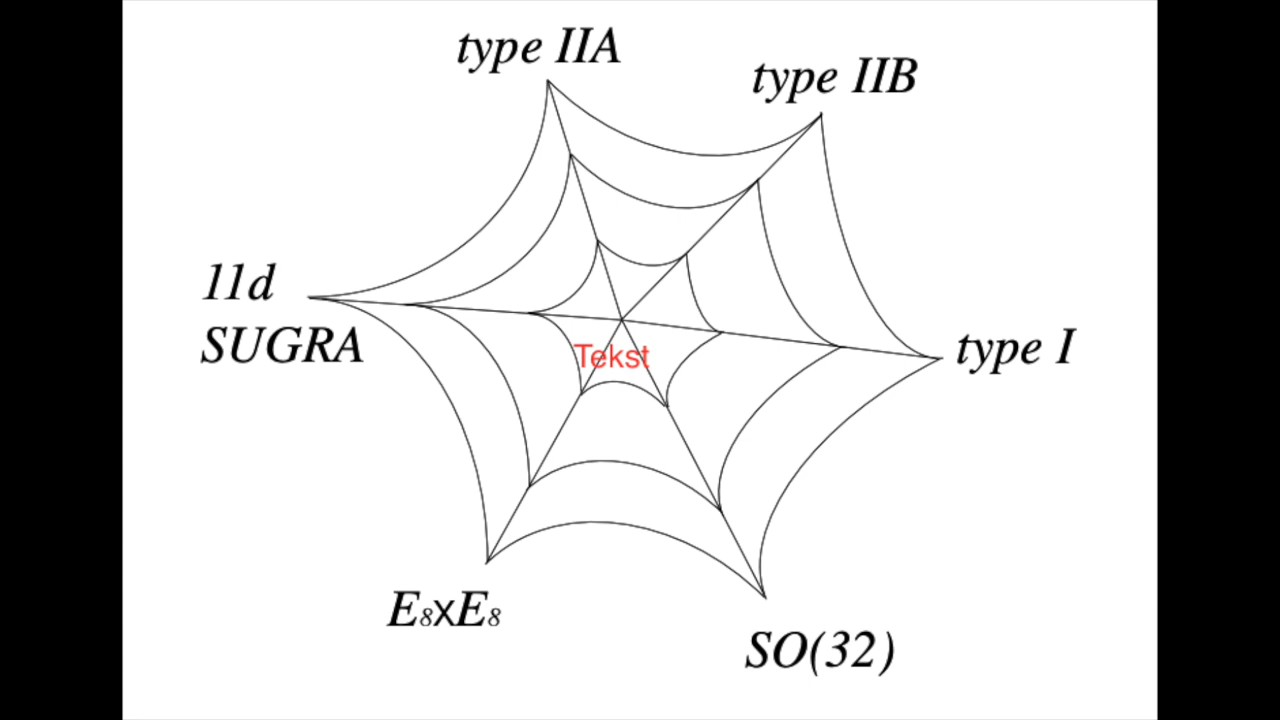 type IIA
type IIB
11d
SUGRA
type I
Tekst
E₈xE₈
SO(32)